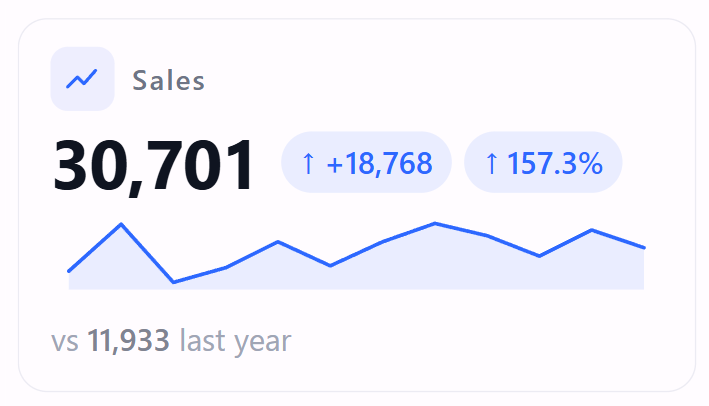 Sales
30,701 ↑ +18,768 ↑ 157.3%
vs 11,933 last year